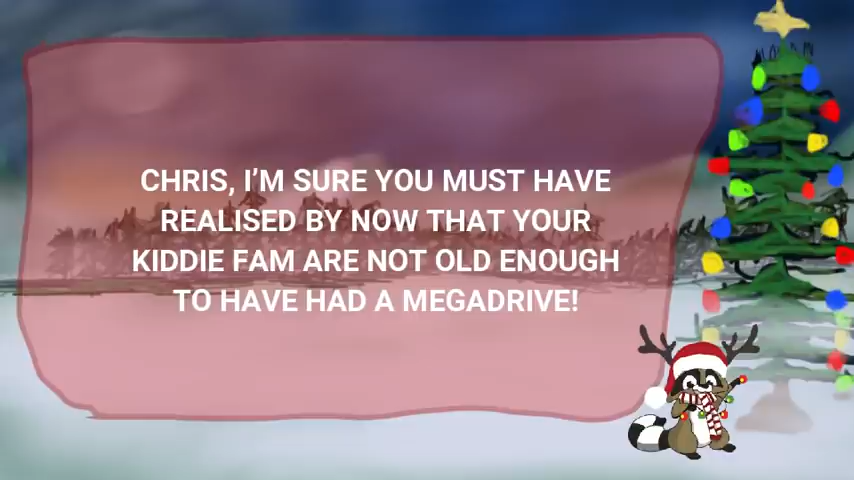 CHRIS, I'M SURE YOU MUST HAVE
REALISED BY NOW THAT YOUR
KIDDIE FAM ARE NOT OLD ENOUGH
TO HAVE HAD A MEGADRIVE!